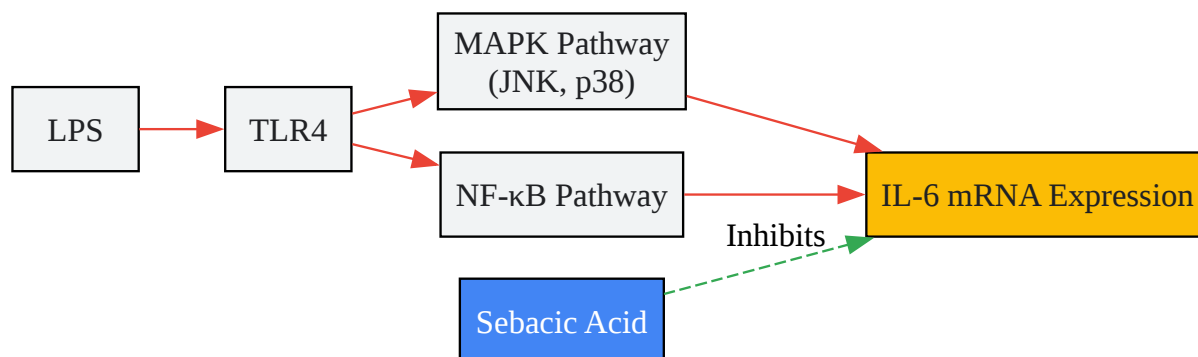 MAPK Pathway
(JNK, p38)
LPS
TLR4
NF-κB Pathway
IL-6 mRNA Expression
Inhibits
Sebacic Acid